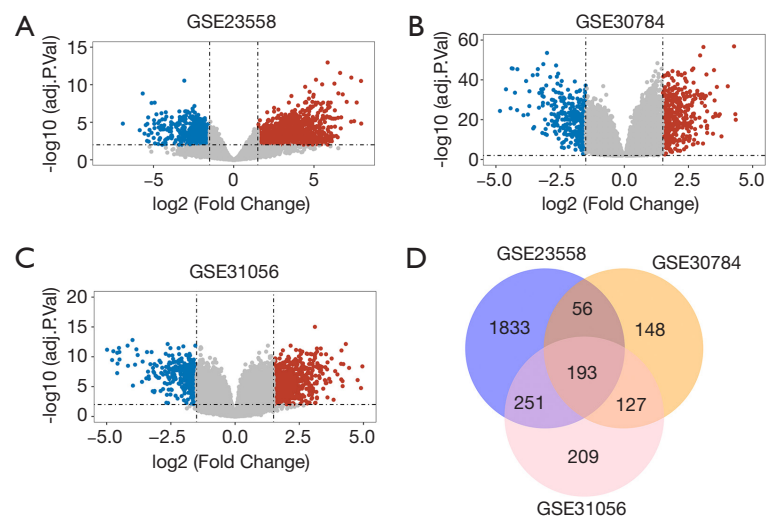 A
GSE23558
-log10 (adj.P.Val)
15
10
5
0
−5
0
5
log2 (Fold Change)
B
GSE30784
-log10 (adj.P.Val)
60
40
20
0
−5.0
−2.5
0.0
2.5
5.0
log2 (Fold Change)
C
GSE31056
-log10 (adj.P.Val)
20
15
10
5
0
−5.0
−2.5
0.0
2.5
5.0
log2 (Fold Change)
D
GSE23558
GSE30784
1833
56
148
193
251
127
209
GSE31056